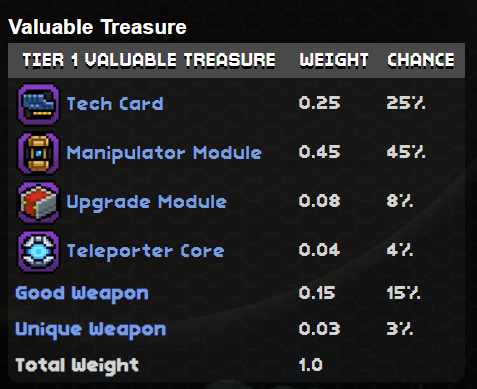 Valuable Treasure
TIER 1 VALUABLE TREASURE WEIGHT CHANCE
Tech Card 0.25 25%
Manipulator Module 0.45 45%
Upgrade Module 0.08 8%
Teleporter Core 0.04 4%
Good Weapon 0.15 15%
Unique Weapon 0.03 3%
Total Weight 1.0